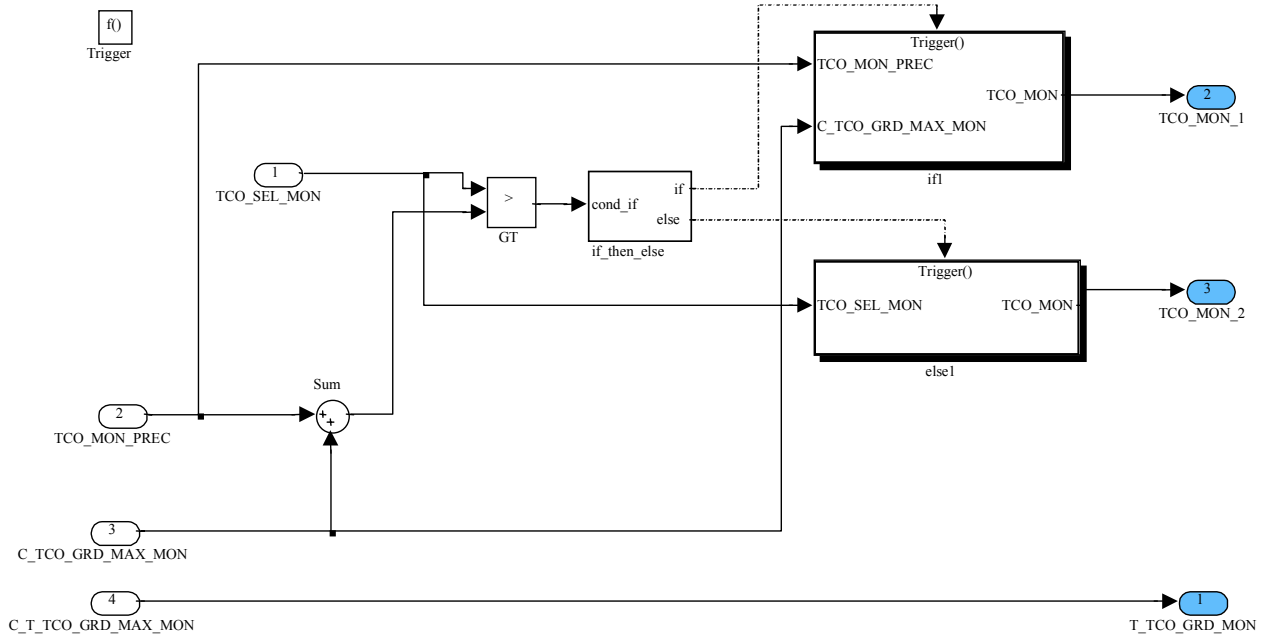 f()
Trigger
Trigger()
TCO_MON_PREC
TCO_MON
C_TCO_GRD_MAX_MON
if1
2
TCO_MON_1
1
TCO_SEL_MON
>
GT
cond_if
if
else
if_then_else
Trigger()
TCO_SEL_MON
TCO_MON
else1
3
TCO_MON_2
Sum
+
+
2
TCO_MON_PREC
3
C_TCO_GRD_MAX_MON
4
C_T_TCO_GRD_MAX_MON
1
T_TCO_GRD_MON